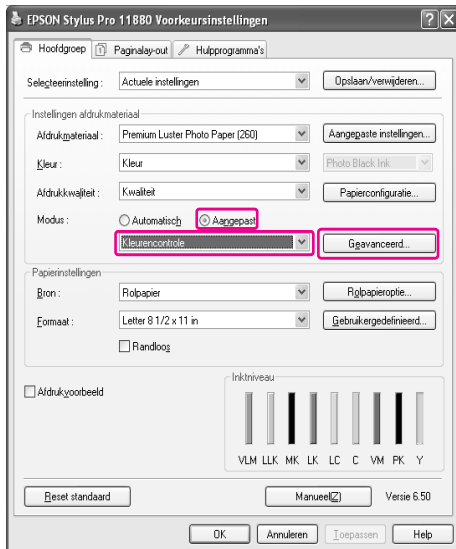 EPSON Stylus Pro 11880 Voorkeursinstellingen
Hoofdgroep Paginalay-out Hulpprogramma's
Selecteerinstelling : Actuele instellingen Opslaan/verwijderen...
Instellingen afdrukmateriaal
Afdrukmateriaal : Premium Luster Photo Paper (260) Aangepaste instellingen...
Kleur : Kleur Photo Black Ink
Afdrukkwaliteit : Kwaliteit Papierconfiguratie...
Modus : Automatisch Aangepast
Kleurencontrole Geavanceerd...
Papierinstellingen
Bron : Rolpapier Rolpapieroptie...
Formaat : Letter 8 1/2 x 11 in Gebruikergedefinieerd...
Randloos
Afdrukvoorbeeld
Inktniveau
VLM LLK MK LK LC C VM PK Y
Reset standaard Manueel(Z) Versie 6.50
OK Annuleren Toepassen Help